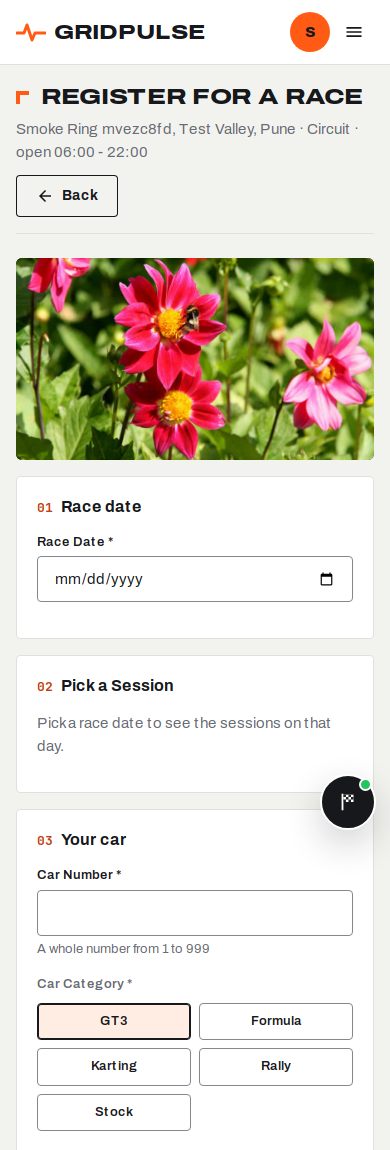 GRIDPULSE
S
REGISTER FOR A RACE
Smoke Ring mvezc8fd, Test Valley, Pune · Circuit ·
open 06:00 - 22:00
Back
01 Race date
Race Date *
mm/dd/yyyy
02 Pick a Session
Pick a race date to see the sessions on that
day.
03 Your car
Car Number *
A whole number from 1 to 999
Car Category *
GT3
Formula
Karting
Rally
Stock